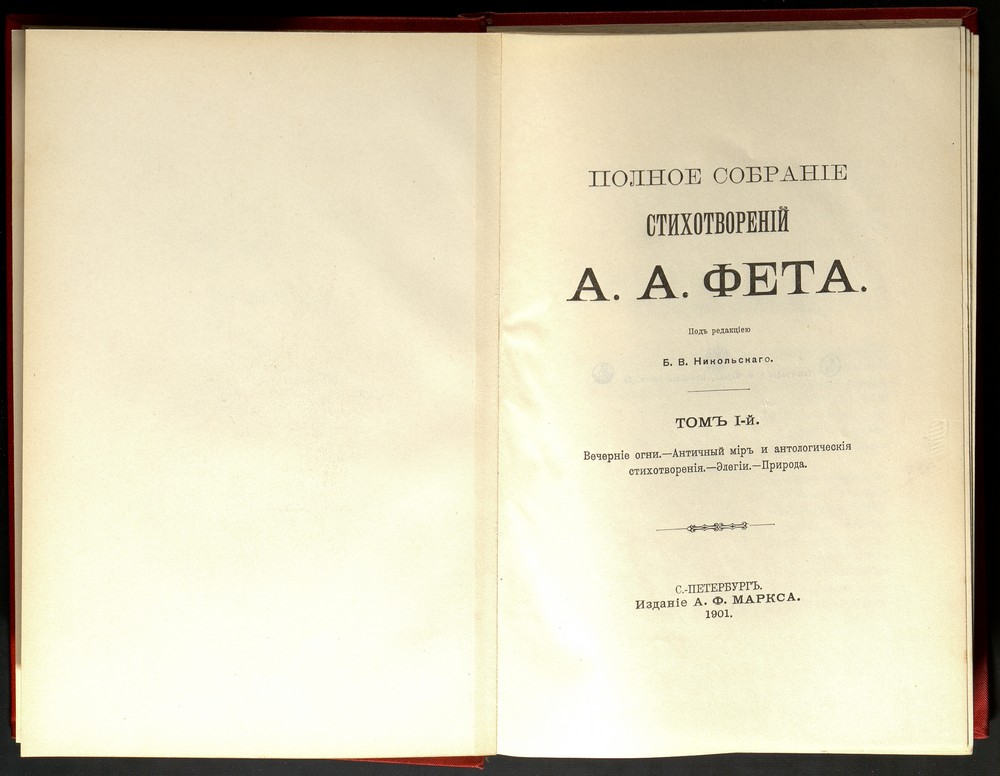 ПОЛНОЕ СОБРАНІЕ
СТИХОТВОРЕНІЙ
А. А. ФЕТА.
Подъ редакціею
Б. В. Никольскаго.
ТОМЪ I-й.
Вечерніе огни.—Античный міръ и антологическія
стихотворенія.—Элегіи.—Природа.
С.-ПЕТЕРБУРГЪ.
Изданіе А. Ф. МАРКСА.
1901.